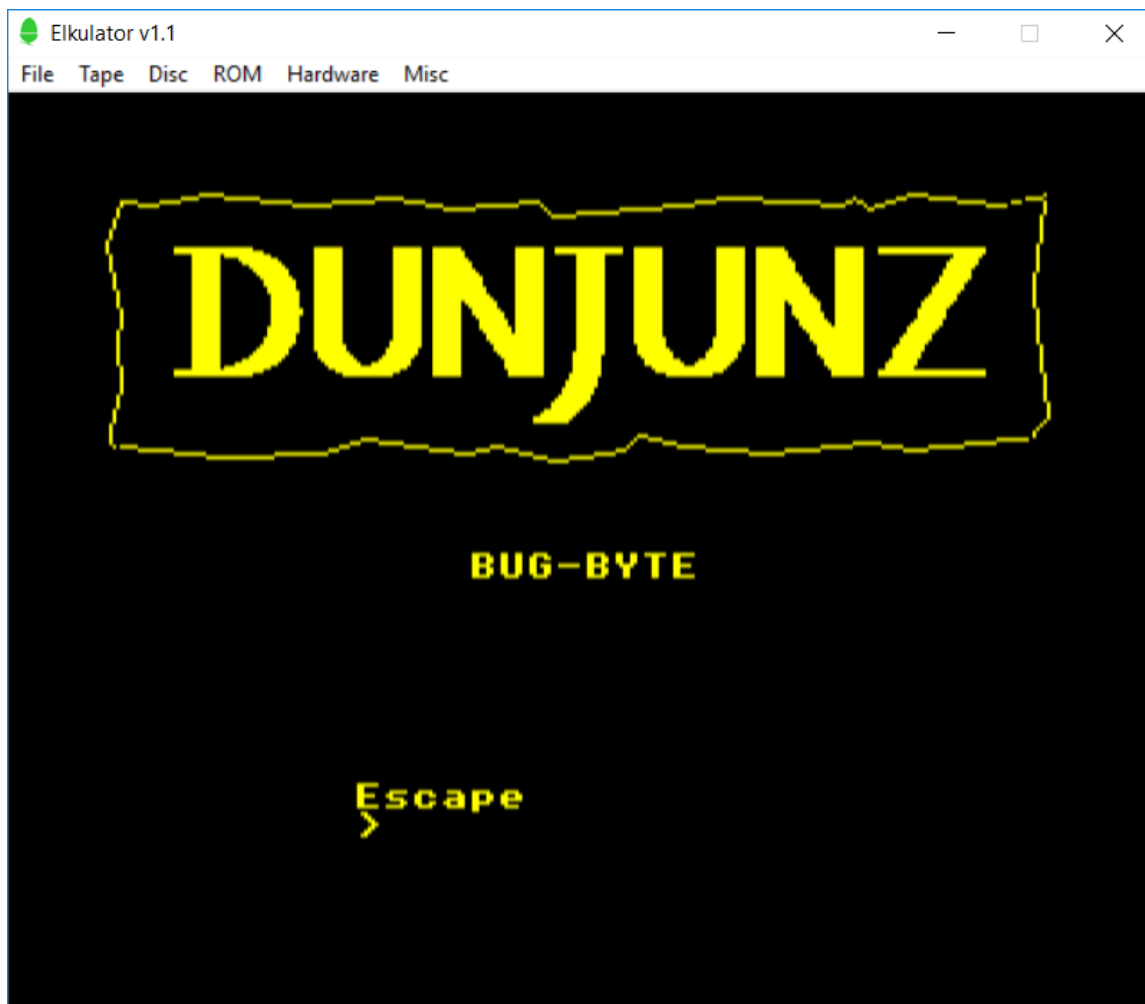 Elkulator v1.1
File Tape Disc ROM Hardware Misc
DUNJUNZ
BUG-BYTE
Escape
>